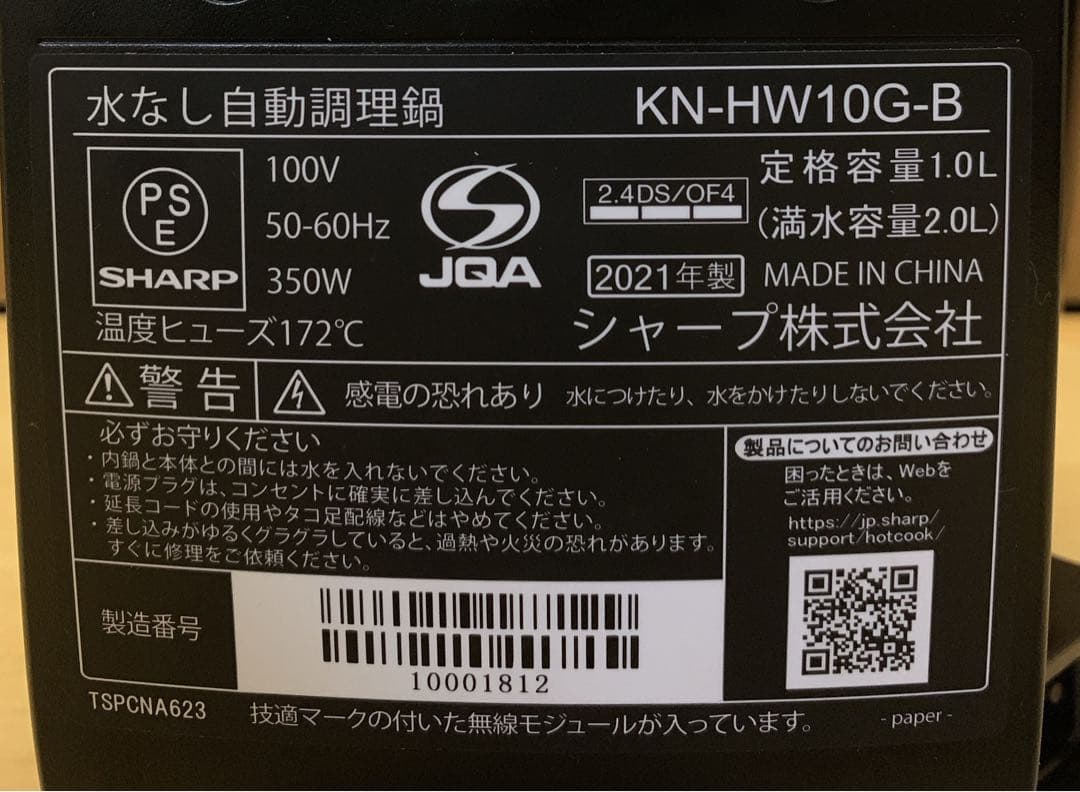 水なし自動調理鍋 KN-HW10G-B
PSE
SHARP
100V
50-60Hz
350W
JQA
2.4DS/OF4
定格容量1.0L
(満水容量2.0L)
2021年製 MADE IN CHINA
温度ヒューズ172℃
シャープ株式会社
警告 感電の恐れあり 水につけたり、水をかけたりしないでください。
必ずお守りください
・内鍋と本体との間には水を入れないでください。
・電源プラグは、コンセントに確実に差し込んでください。
・延長コードの使用やタコ足配線などはやめてください。
・差し込みがゆるくグラグラしていると、過熱や火災の恐れがあります。
すぐに修理をご依頼ください。
製品についてのお問い合わせ
困ったときは、Webを
ご活用ください。
https://jp.sharp/
support/hotcook/
製造番号
10001812
TSPCNA623 技適マークの付いた無線モジュールが入っています。 - paper -